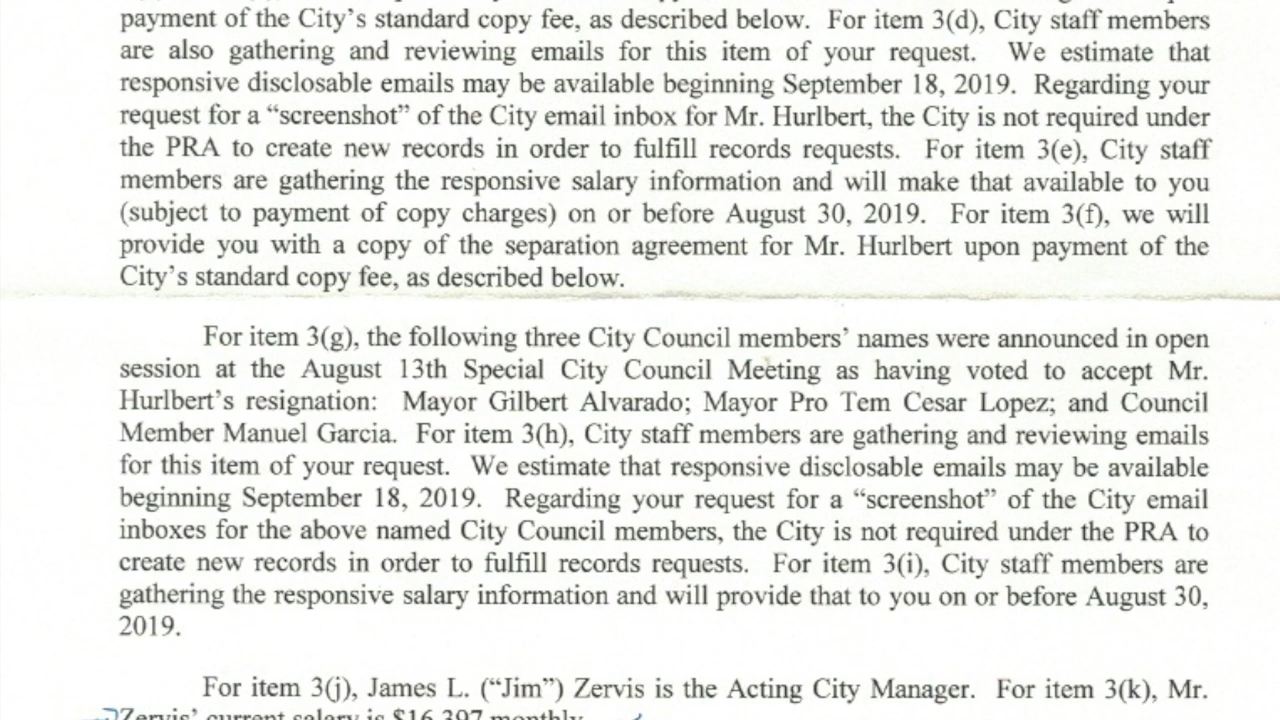 payment of the City's standard copy fee, as described below. For item 3(d), City staff members
are also gathering and reviewing emails for this item of your request. We estimate that
responsive disclosable emails may be available beginning September 18, 2019. Regarding your
request for a “screenshot” of the City email inbox for Mr. Hurlbert, the City is not required under
the PRA to create new records in order to fulfill records requests. For item 3(e), City staff
members are gathering the responsive salary information and will make that available to you
(subject to payment of copy charges) on or before August 30, 2019. For item 3(f), we will
provide you with a copy of the separation agreement for Mr. Hurlbert upon payment of the
City's standard copy fee, as described below.
For item 3(g), the following three City Council members' names were announced in open
session at the August 13th Special City Council Meeting as having voted to accept Mr.
Hurlbert's resignation: Mayor Gilbert Alvarado; Mayor Pro Tem Cesar Lopez; and Council
Member Manuel Garcia. For item 3(h), City staff members are gathering and reviewing emails
for this item of your request. We estimate that responsive disclosable emails may be available
beginning September 18, 2019. Regarding your request for a “screenshot” of the City email
inboxes for the above named City Council members, the City is not required under the PRA to
create new records in order to fulfill records requests. For item 3(i), City staff members are
gathering the responsive salary information and will provide that to you on or before August 30,
2019.
For item 3(j), James L. (“Jim”) Zervis is the Acting City Manager. For item 3(k), Mr.
Zervis' current salary is $16,397 monthly